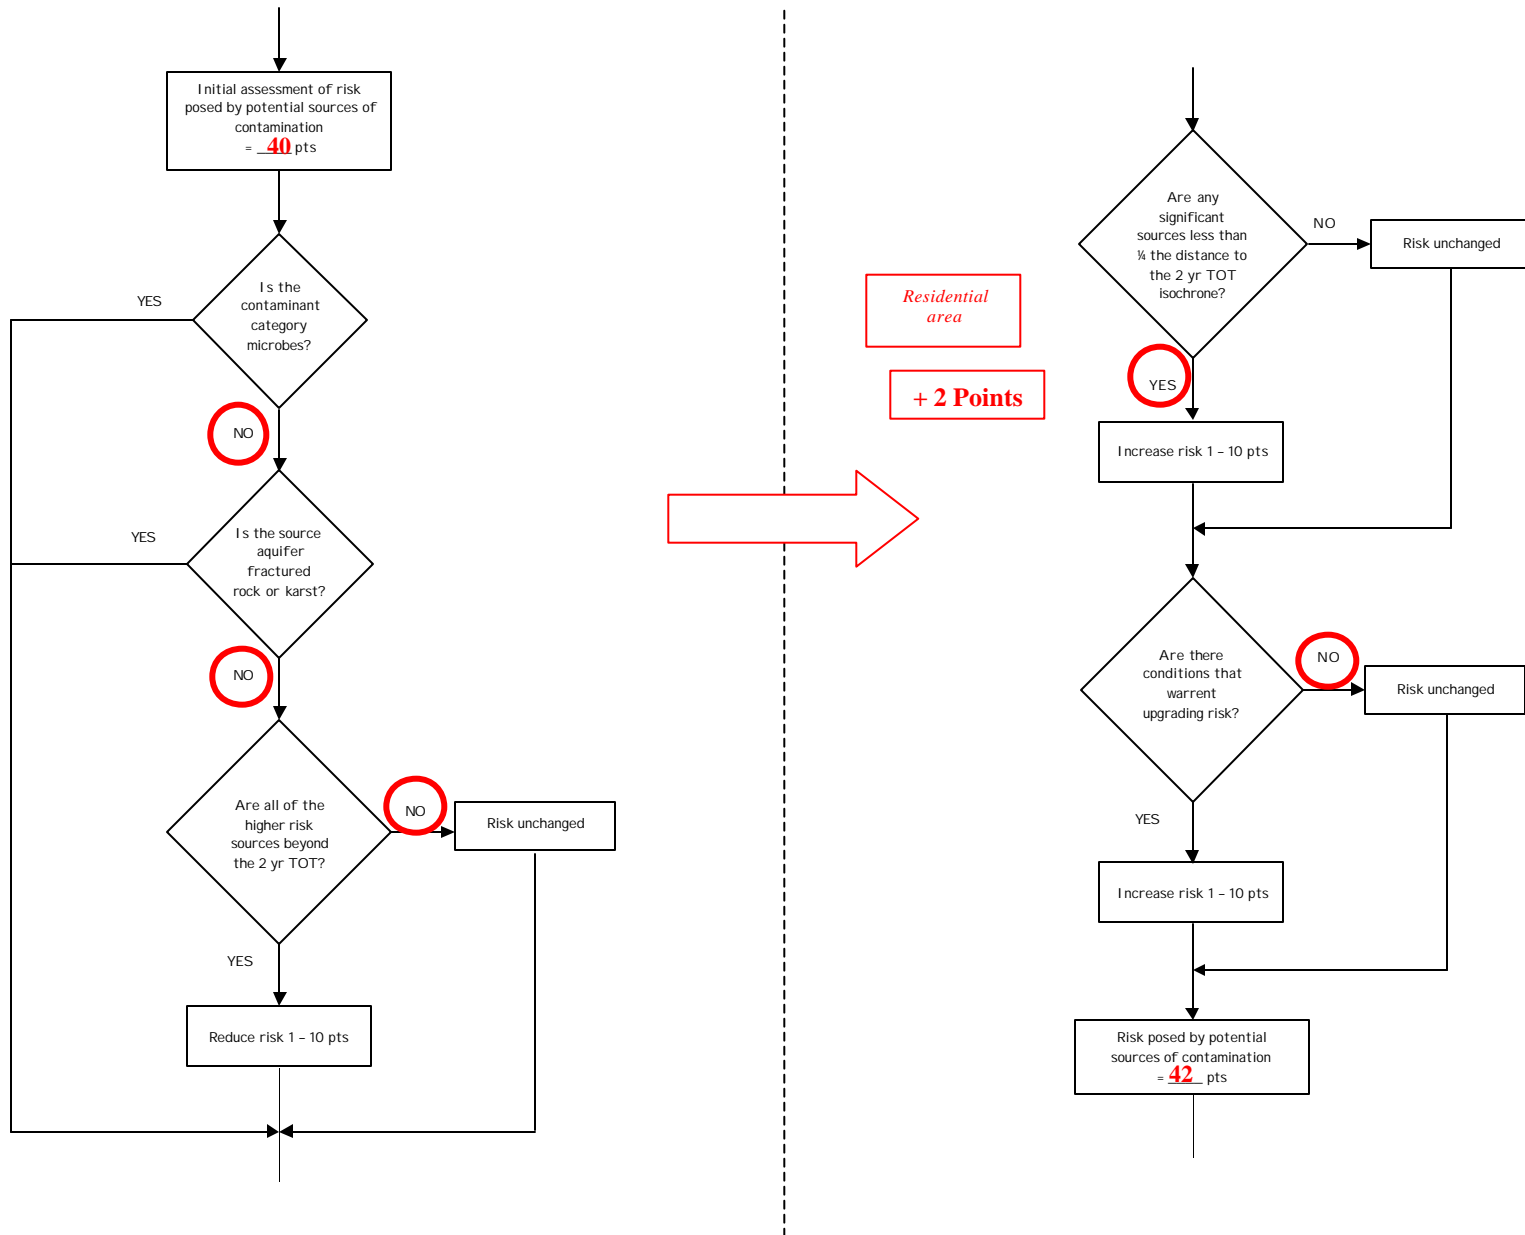 Initial assessment of risk
posed by potential sources of
contamination
= 40 pts
YES
Is the
contaminant
category
microbes?
NO
YES
Is the source
aquifer
fractured
rock or karst?
NO
Are all of the
higher risk
sources beyond
the 2 yr TOT?
NO
Risk unchanged
YES
Reduce risk 1 – 10 pts
Residential
area
+ 2 Points
Are any
significant
sources less than
¼ the distance to
the 2 yr TOT
isochrone?
NO
Risk unchanged
YES
Increase risk 1 – 10 pts
Are there
conditions that
warrent
upgrading risk?
NO
Risk unchanged
YES
Increase risk 1 – 10 pts
Risk posed by potential
sources of contamination
= 42 pts